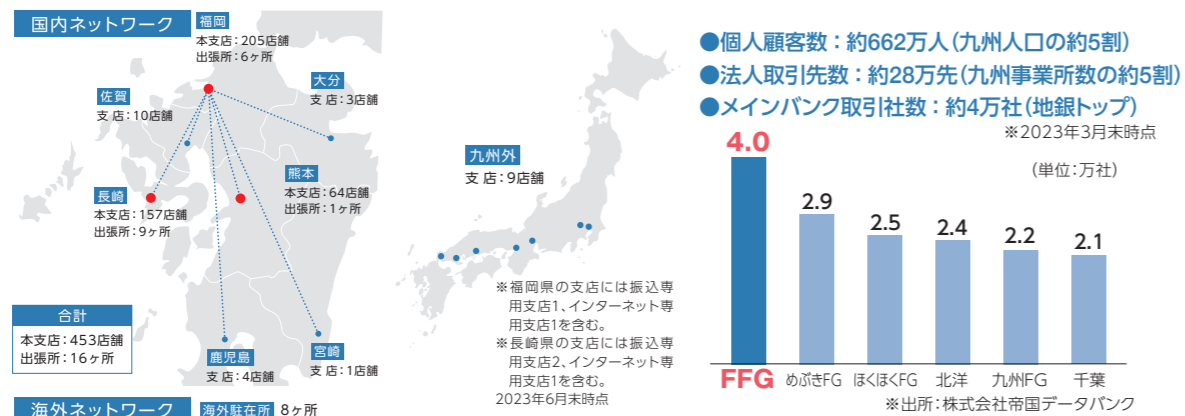 国内ネットワーク
福岡
本支店：205店舗
出張所：6ヶ所
大分
支 店：3店舗
佐賀
支 店：10店舗
熊本
本支店：64店舗
出張所：1ヶ所
長崎
本支店：157店舗
出張所：9ヶ所
合計
本支店：453店舗
出張所：16ヶ所
鹿児島
支 店：4店舗
宮崎
支 店：1店舗
海外ネットワーク
海外駐在所 8ヶ所
九州外
支 店：9店舗
※福岡県の支店には振込専
用支店1、インターネット専
用支店1を含む。
※長崎県の支店には振込専
用支店2、インターネット専
用支店1を含む。
2023年6月末時点
●個人顧客数：約662万人（九州人口の約5割）
●法人取引先数：約28万先（九州事業所数の約5割）
●メインバンク取引社数：約4万社（地銀トップ）
※2023年3月末時点
（単位：万社）
4.0
2.9
2.5
2.4
2.2
2.1
FFG
めぶきFG
ほくほくFG
北洋
九州FG
千葉
※出所：株式会社帝国データバンク